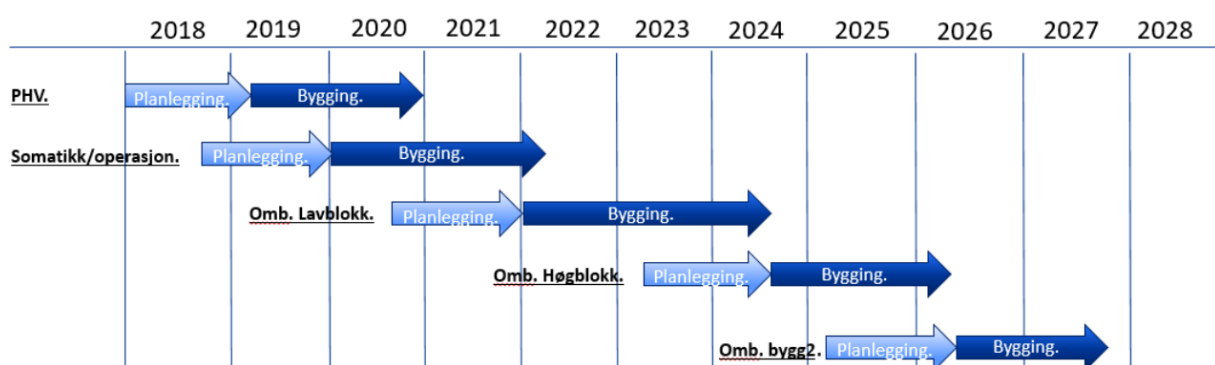 2018 2019 2020 2021 2022 2023 2024 2025 2026 2027 2028
PHV. Planlegging. Bygging.
Somatikk/operasjon. Planlegging. Bygging.
Omb. Lavblokk. Planlegging. Bygging.
Omb. Høgblokk. Planlegging. Bygging.
Omb. bygg2. Planlegging. Bygging.